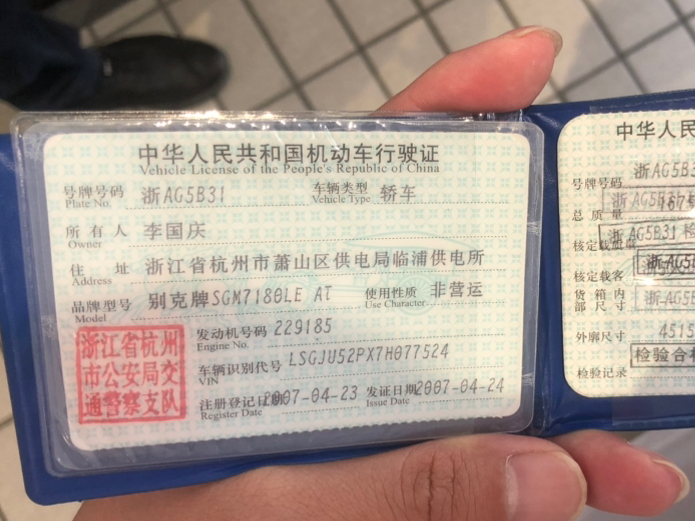 中华人民共和国机动车行驶证
Vehicle License of the People's Republic of China
号牌号码 浙AG5B31 车辆类型 轿车
Plate No. Vehicle Type
所有人 李国庆
Owner
住址 浙江省杭州市萧山区供电局临浦供电所
Address
品牌型号 别克牌SGM7180LE AT 使用性质 非营运
Model Use Character
发动机号码 229185
Engine No.
车辆识别代号 LSGJU52PX7H077524
VIN
注册登记日期 2007-04-23 发证日期 2007-04-24
Register Date Issue Date
浙江省杭州
市公安局交
通警察支队
中华人民
号牌号码 浙AG5B3
总质量
浙AG5B31 检
核定载客
货箱内
部尺寸
外廓尺寸 4515
检验合
检验记录